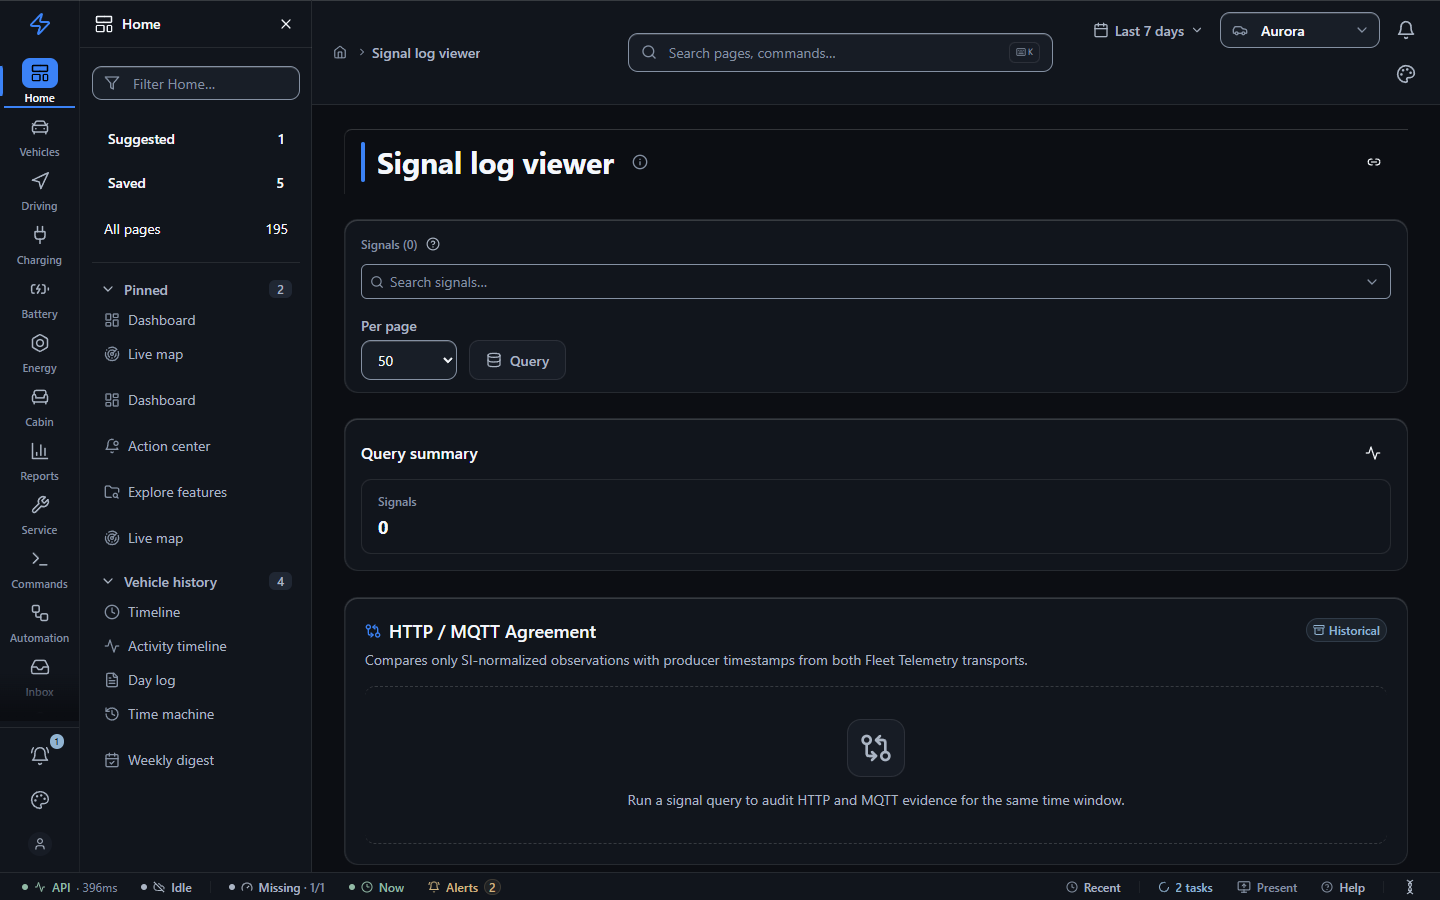 Home
Vehicles
Driving
Charging
Battery
Energy
Cabin
Reports
Service
Commands
Automation
Inbox
1
Home
Filter Home...
Suggested 1
Saved 5
All pages 195
Pinned 2
Dashboard
Live map
Dashboard
Action center
Explore features
Live map
Vehicle history 4
Timeline
Activity timeline
Day log
Time machine
Weekly digest
Signal log viewer
Search pages, commands... K
Last 7 days
Aurora
Signal log viewer
Signals (0)
Search signals...
Per page
50
Query
Query summary
Signals
0
HTTP / MQTT Agreement
Historical
Compares only SI-normalized observations with producer timestamps from both Fleet Telemetry transports.
Run a signal query to audit HTTP and MQTT evidence for the same time window.
API · 396ms
Idle
Missing · 1/1
Now
Alerts 2
Recent
2 tasks
Present
Help